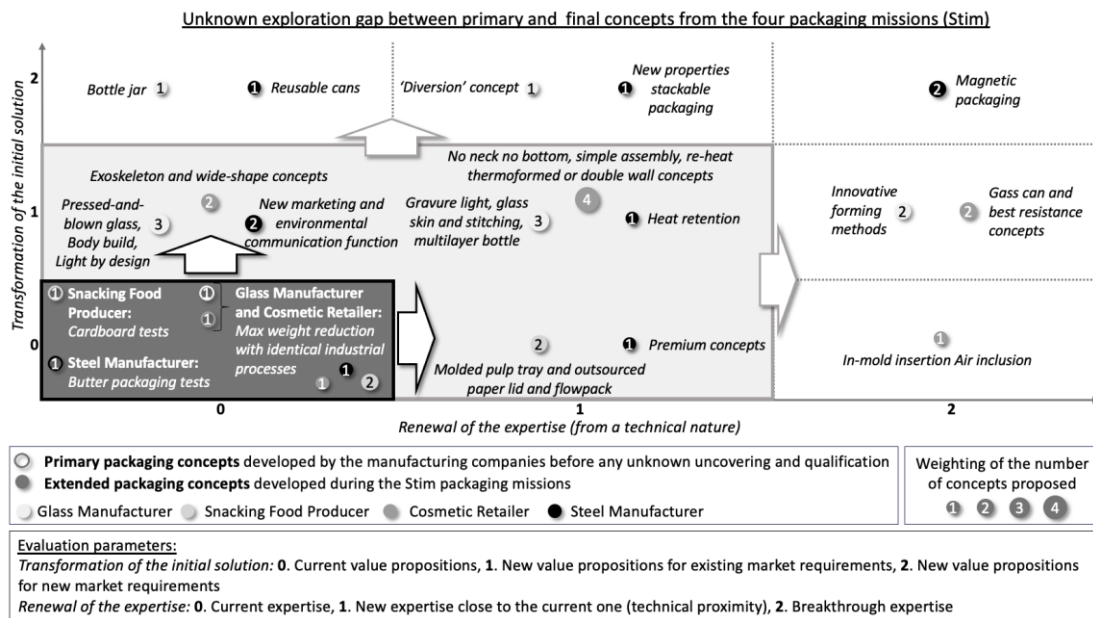 Unknown exploration gap between primary and  final concepts from the four packaging missions (Stim)
Transformation of the initial solution
2
Bottle jar 1
1 Reusable cans
'Diversion' concept 1
1 New properties
stackable
packaging
2 Magnetic
packaging
Exoskeleton and wide-shape concepts
2
No neck no bottom, simple assembly, re-heat
thermoformed or double wall concepts
4
1
Pressed-and-
blown glass,
Body build,
Light by design
3
2 New marketing and
environmental
communication function
Gravure light, glass
skin and stitching,
multilayer bottle
3
1 Heat retention
Innovative
forming
methods
2
2 Gass can and
best resistance
concepts
0
1 Snacking Food
Producer:
Cardboard tests
1 Steel Manufacturer:
Butter packaging tests
1
1
Glass Manufacturer
and Cosmetic Retailer:
Max weight reduction
with identical industrial
processes
1 1 2
2
Molded pulp tray and outsourced
paper lid and flowpack
1 Premium concepts
1
In-mold insertion Air inclusion
0 1 2
Renewal of the expertise (from a technical nature)
Primary packaging concepts developed by the manufacturing companies before any unknown uncovering and qualification
Extended packaging concepts developed during the Stim packaging missions
Glass Manufacturer Snacking Food Producer Cosmetic Retailer Steel Manufacturer
Weighting of the number
of concepts proposed
1 2 3 4
Evaluation parameters:
Transformation of the initial solution: 0. Current value propositions, 1. New value propositions for existing market requirements, 2. New value propositions
for new market requirements
Renewal of the expertise: 0. Current expertise, 1. New expertise close to the current one (technical proximity), 2. Breakthrough expertise